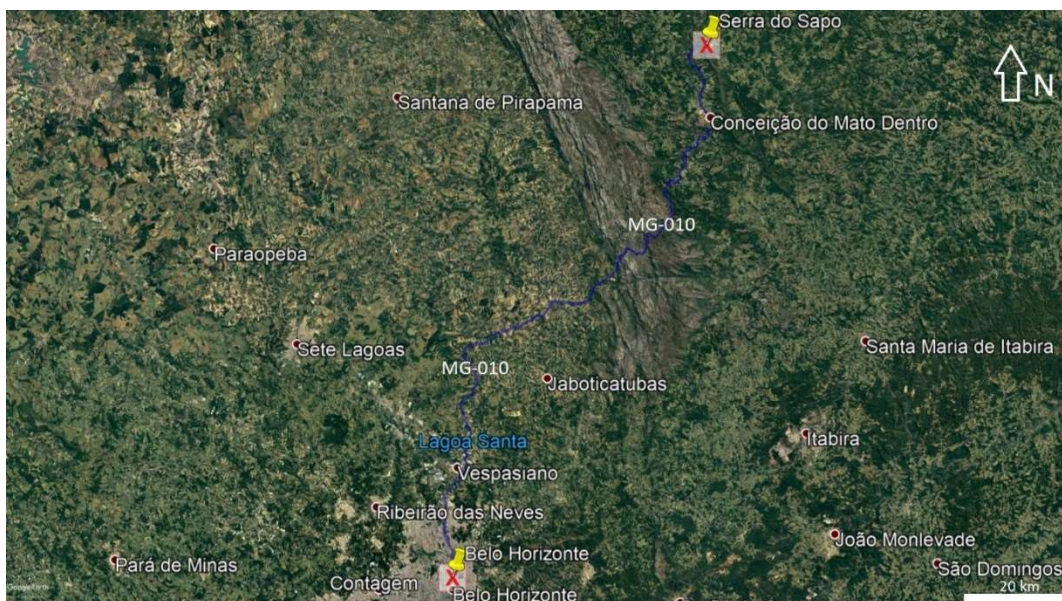 Serra do Sapo
X
N
Santana de Pirapama
Conceição do Mato Dentro
MG-010
Paraopeba
Sete Lagoas
Santa Maria de Itabira
MG-010
Jaboticatubas
Lagoa Santa
Itabira
Vespasiano
Ribeirão das Neves
João Monlevade
Belo Horizonte
Pará de Minas
São Domingos
X
Contagem
Belo Horizonte
20 km
Google Earth